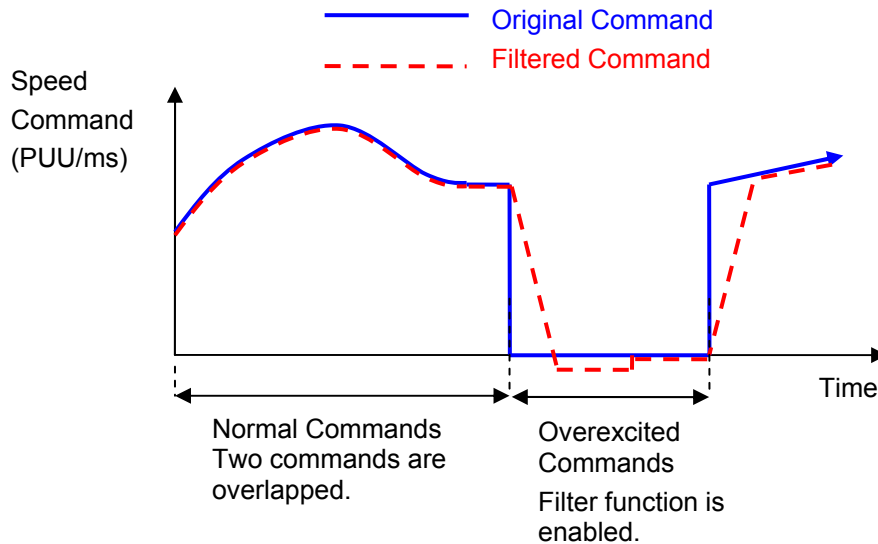 Original Command
Filtered Command
Speed
Command
(PUU/ms)
Time
Normal Commands
Two commands are
overlapped.
Overexcited
Commands
Filter function is
enabled.